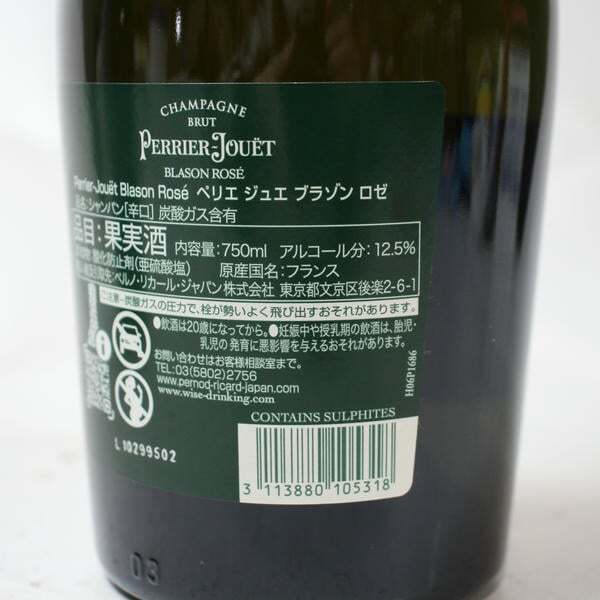 CHAMPAGNE
BRUT
PERRIER-JOUËT
BLASON ROSÉ
Perrier-Jouët Blason Rosé ペリエ ジュエ ブラゾン ロゼ
シャンパン[辛口] 炭酸ガス含有
品目:果実酒 内容量:750ml アルコール分:12.5%
酸化防止剤(亜硫酸塩) 原産国名:フランス
ペルノ・リカール・ジャパン株式会社 東京都文京区後楽2-6-1
炭酸ガスの圧力で、栓が勢いよく飛び出すおそれがあります。
●飲酒は20歳になってから。●妊娠中や授乳期の飲酒は、胎児・
乳児の発育に悪影響を与えるおそれがあります。
お問い合わせはお客様相談室まで。
TEL:03(5802)2756
www.pernod-ricard-japan.com
www.wise-drinking.com
H06P1686
CONTAINS SULPHITES
3 113880 105318
L10299502
03